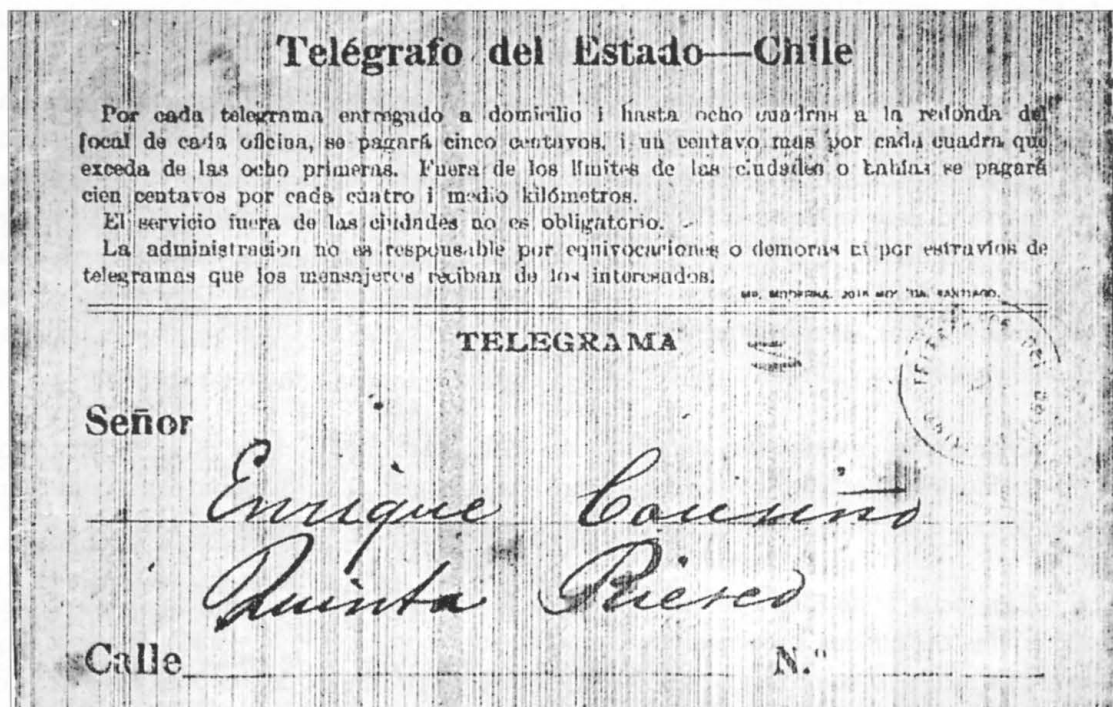 Telégrafo del Estado—Chile
Por cada telegrama entregado a domicilio i hasta ocho cuadras a la redonda del
local de cada oficina, se pagará cinco centavos, i un centavo mas por cada cuadra que
exceda de las ocho primeras. Fuera de los límites de las ciudades o bahías se pagará
cien centavos por cada cuatro i medio kilómetros.
El servicio fuera de las ciudades no es obligatorio.
La administracion no es responsable por equivocaciones o demoras ni por estravíos de
telegramas que los mensajeros reciban de los interesados.
SANTIAGO.
TELEGRAMA
Señor
Enrique Cousiño
Quinta
Calle N.º